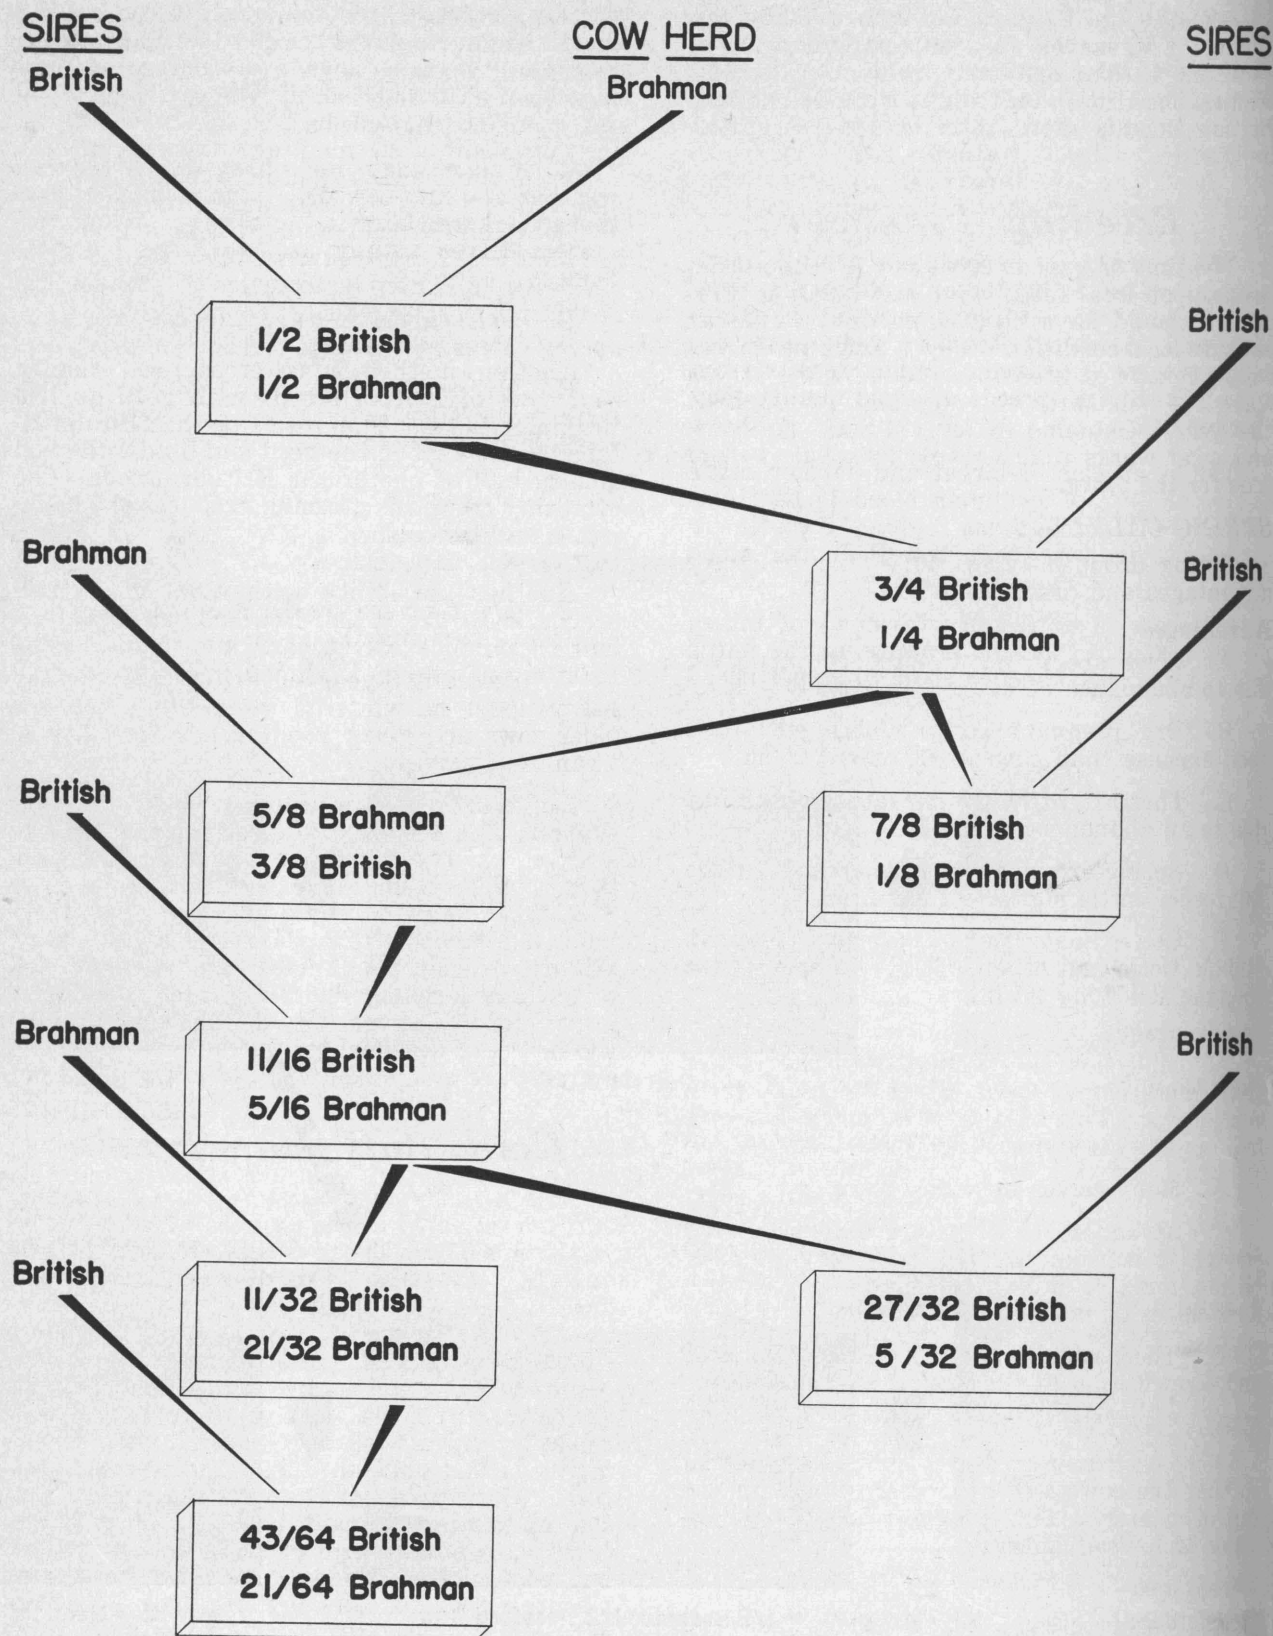 SIRES
COW HERD
SIRES
British
Brahman
1/2 British
1/2 Brahman
British
Brahman
3/4 British
1/4 Brahman
British
British
5/8 Brahman
3/8 British
7/8 British
1/8 Brahman
Brahman
11/16 British
5/16 Brahman
British
British
11/32 British
21/32 Brahman
27/32 British
5/32 Brahman
43/64 British
21/64 Brahman